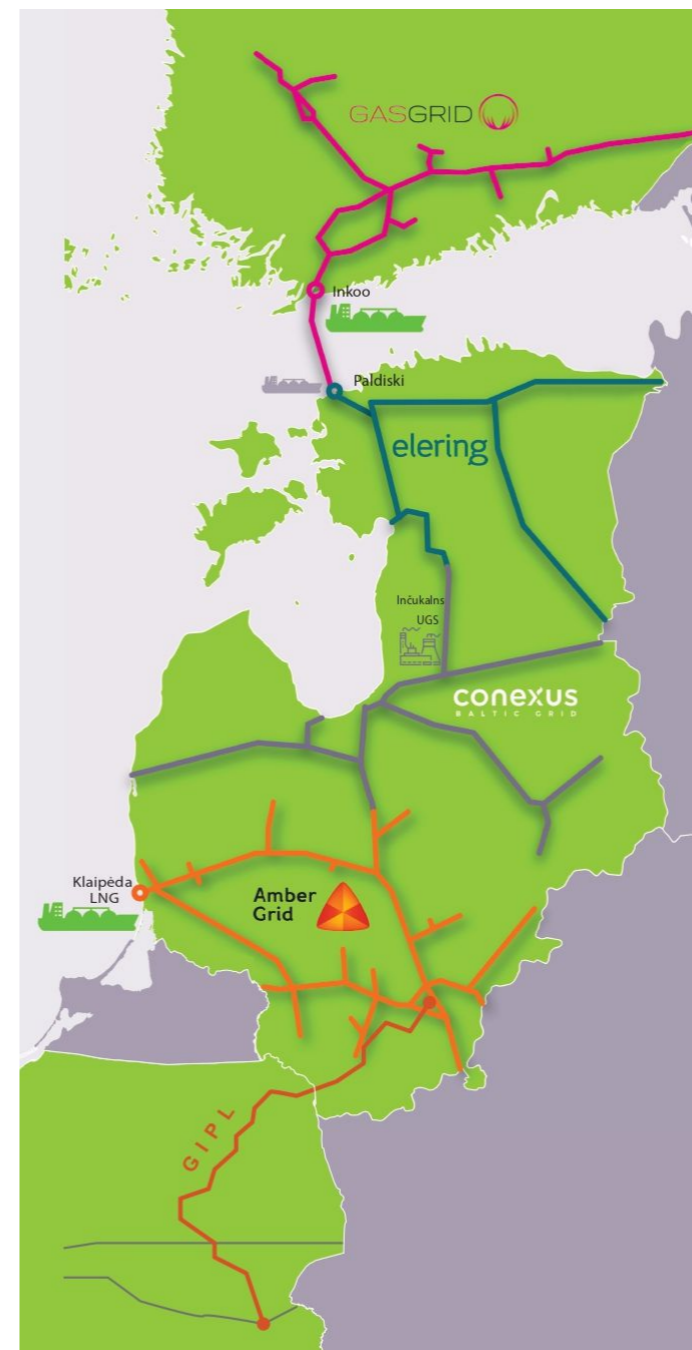 GASGRID
Inkoo
Paldiski
elering
Inčukalns
UGS
conexus
BALTIC GRID
Klaipėda
LNG
Amber
Grid
GIPL